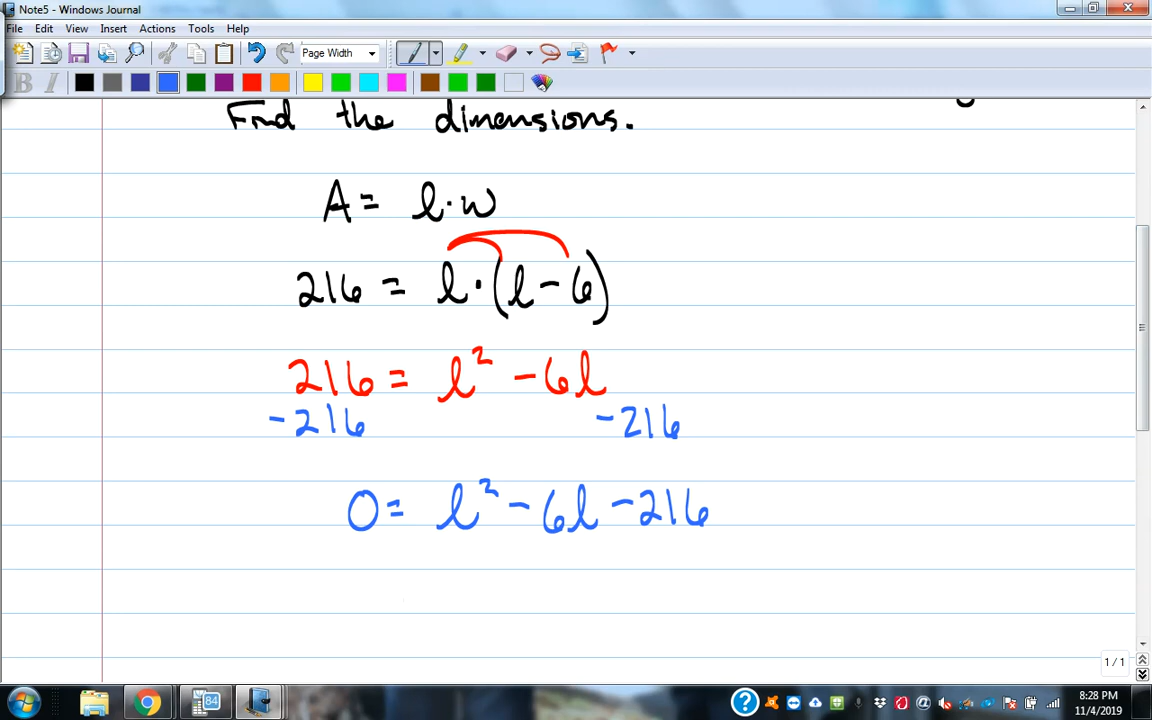 Note5 - Windows Journal
File Edit View Insert Actions Tools Help
Page Width
B I
Find the dimensions.
A = l·w
216 = l·(l-6)
216 = l² -6l
-216 -216
0 = l² - 6l - 216
1 / 1
84
8:28 PM
11/4/2019